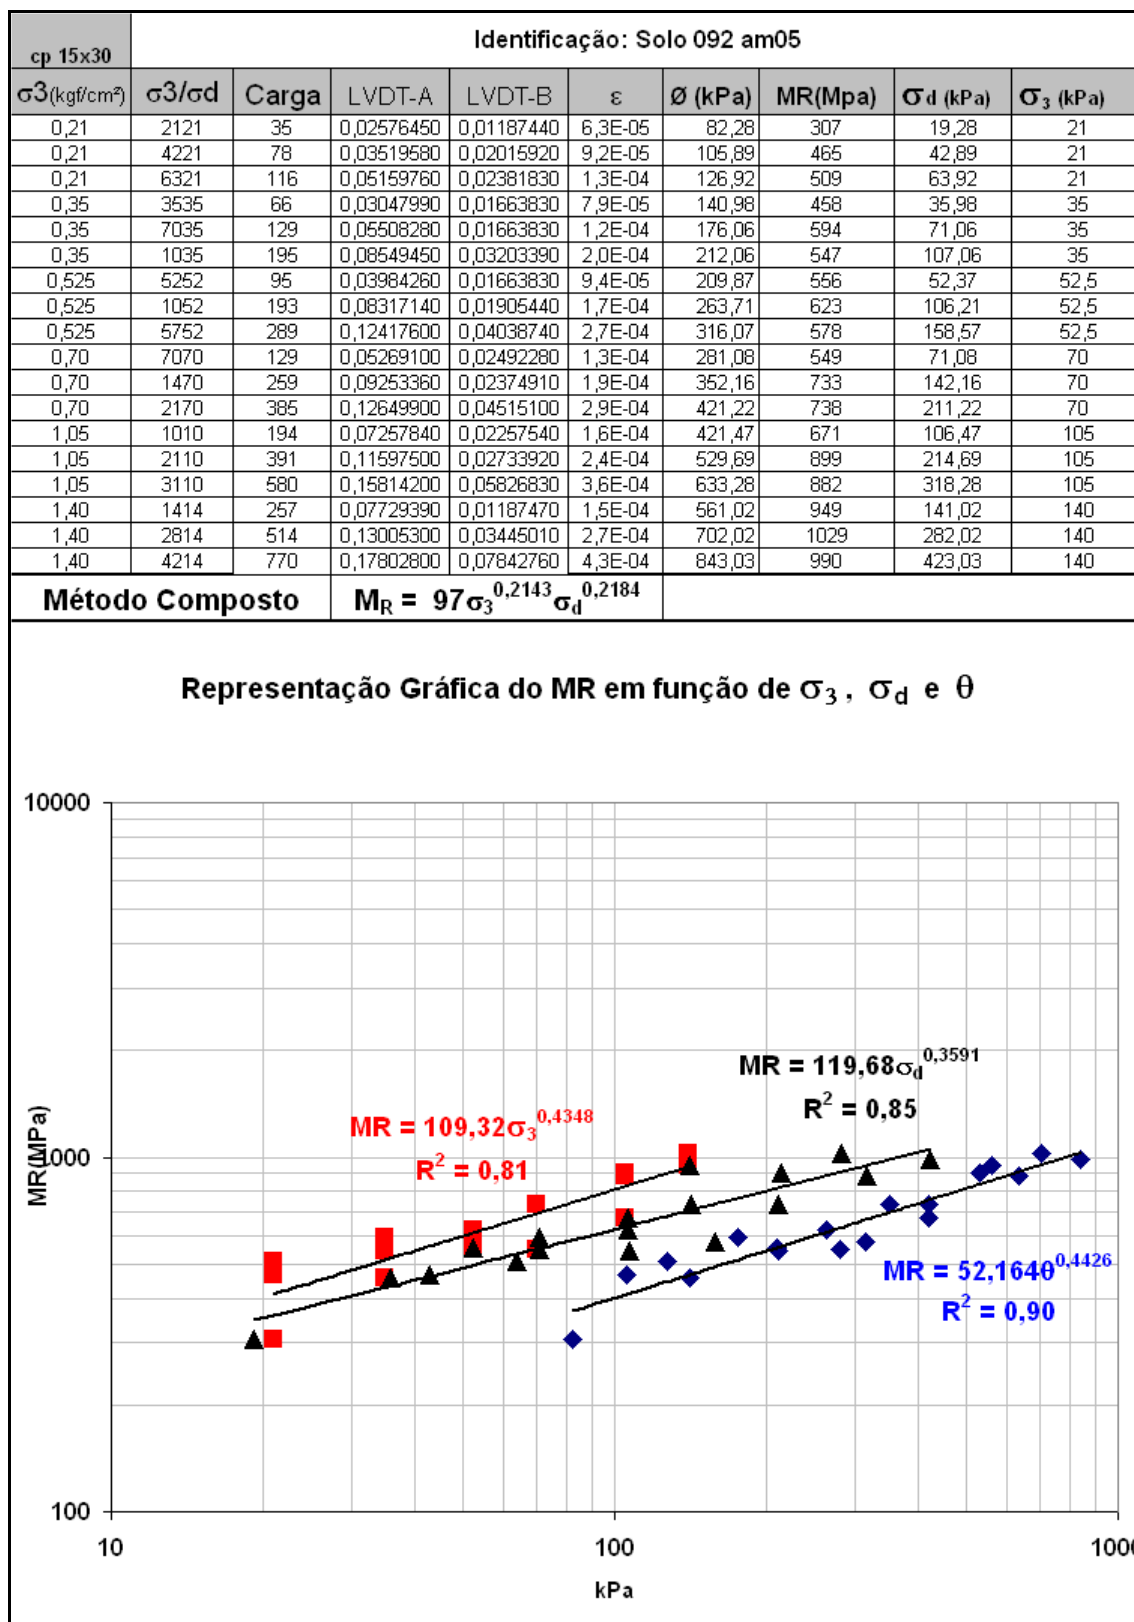 cp 15x30 Identificação: Solo 092 am05
σ3(kgf/cm²) σ3/σd Carga LVDT-A LVDT-B ε Ø (kPa) MR(Mpa) σd (kPa) σ3 (kPa)
0,21 2121 35 0,02576450 0,01187440 6,3E-05 82,28 307 19,28 21
0,21 4221 78 0,03519580 0,02015920 9,2E-05 105,89 465 42,89 21
0,21 6321 116 0,05159760 0,02381830 1,3E-04 126,92 509 63,92 21
0,35 3535 66 0,03047990 0,01663830 7,9E-05 140,98 458 35,98 35
0,35 7035 129 0,05508280 0,01663830 1,2E-04 176,06 594 71,06 35
0,35 1035 195 0,08549450 0,03203390 2,0E-04 212,06 547 107,06 35
0,525 5252 95 0,03984260 0,01663830 9,4E-05 209,87 556 52,37 52,5
0,525 1052 193 0,08317140 0,01905440 1,7E-04 263,71 623 106,21 52,5
0,525 5752 289 0,12417600 0,04038740 2,7E-04 316,07 578 158,57 52,5
0,70 7070 129 0,05269100 0,02492280 1,3E-04 281,08 549 71,08 70
0,70 1470 259 0,09253360 0,02374910 1,9E-04 352,16 733 142,16 70
0,70 2170 385 0,12649900 0,04515100 2,9E-04 421,22 738 211,22 70
1,05 1010 194 0,07257840 0,02257540 1,6E-04 421,47 671 106,47 105
1,05 2110 391 0,11597500 0,02733920 2,4E-04 529,69 899 214,69 105
1,05 3110 580 0,15814200 0,05826830 3,6E-04 633,28 882 318,28 105
1,40 1414 257 0,07729390 0,01187470 1,5E-04 561,02 949 141,02 140
1,40 2814 514 0,13005300 0,03445010 2,7E-04 702,02 1029 282,02 140
1,40 4214 770 0,17802800 0,07842760 4,3E-04 843,03 990 423,03 140
Método Composto M_R = 97σ₃^0,2143 σ_d^0,2184
Representação Gráfica do MR em função de σ₃, σ_d e θ
10000
MR = 119,68σ_d^0,3591
R² = 0,85
MR = 109,32σ₃^0,4348
R² = 0,81
MR(MPa)
1000
MR = 52,164θ^0,4426
R² = 0,90
100
10 100 1000
kPa